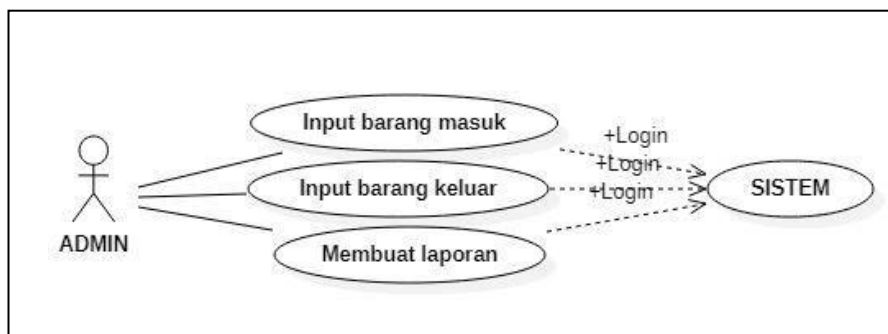 Input barang masuk
+Login
+Login
Input barang keluar
+Login
SISTEM
ADMIN
Membuat laporan